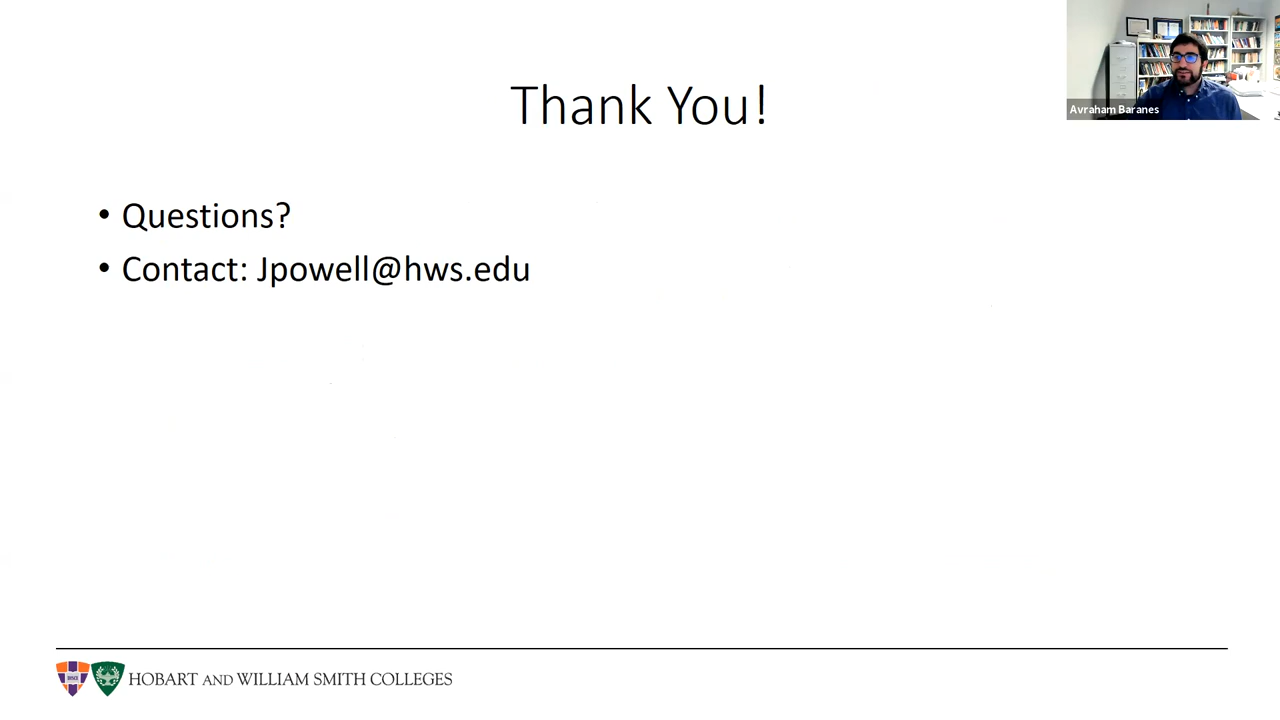 Thank You!
Avraham Baranes
• Questions?
• Contact: Jpowell@hws.edu
HOBART AND WILLIAM SMITH COLLEGES